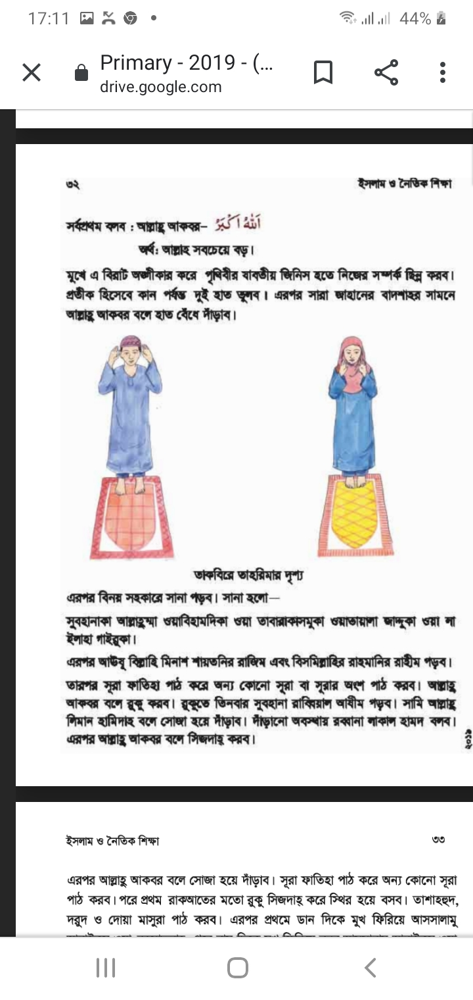 17:11
44%
Primary - 2019 - (...
drive.google.com
৩২
ইসলাম ও নৈতিক শিক্ষা
সর্বপ্রথম বলব : আল্লাহু আকবর– اَللّٰهُ اَكْبَرُ
অর্থ: আল্লাহ সবচেয়ে বড়।
মুখে এ বিরাট অঙ্গীকার করে পৃথিবীর যাবতীয় জিনিস হতে নিজের সম্পর্ক ছিন্ন করব।
প্রতীক হিসেবে কান পর্যন্ত দুই হাত তুলব। এরপর সারা জাহানের বাদশাহর সামনে
আল্লাহু আকবর বলে হাত বেঁধে দাঁড়াব।
তাকবিরে তাহরিমার দৃশ্য
এরপর বিনয় সহকারে সানা পড়ব। সানা হলো—
সুবহানাকা আল্লাহুম্মা ওয়াবিহামদিকা ওয়া তাবারাকাসমুকা ওয়াতায়ালা জাদ্দুকা ওয়া লা
ইলাহা গাইরুকা।
এরপর আউযু বিল্লাহি মিনাশ শায়তনির রাজিম এবং বিসমিল্লাহির রাহমানির রাহীম পড়ব।
তারপর সূরা ফাতিহা পাঠ করে অন্য কোনো সূরা বা সূরার অংশ পাঠ করব। আল্লাহু
আকবর বলে রুকু করব। রুকুতে তিনবার সুবহানা রাব্বিয়াল আযীম পড়ব। সামি আল্লাহু
লিমান হামিদাহ বলে সোজা হয়ে দাঁড়াব। দাঁড়ানো অবস্থায় রব্বানা লাকাল হামদ বলব।
এরপর আল্লাহু আকবর বলে সিজদাহ্ করব।
২০১৯
ইসলাম ও নৈতিক শিক্ষা
৩৩
এরপর আল্লাহু আকবর বলে সোজা হয়ে দাঁড়াব। সূরা ফাতিহা পাঠ করে অন্য কোনো সূরা
পাঠ করব। পরে প্রথম রাকআতের মতো রুকু সিজদাহ্ করে স্থির হয়ে বসব। তাশাহহুদ,
দরুদ ও দোয়া মাসুরা পাঠ করব। এরপর প্রথমে ডান দিকে মুখ ফিরিয়ে আসসালামু